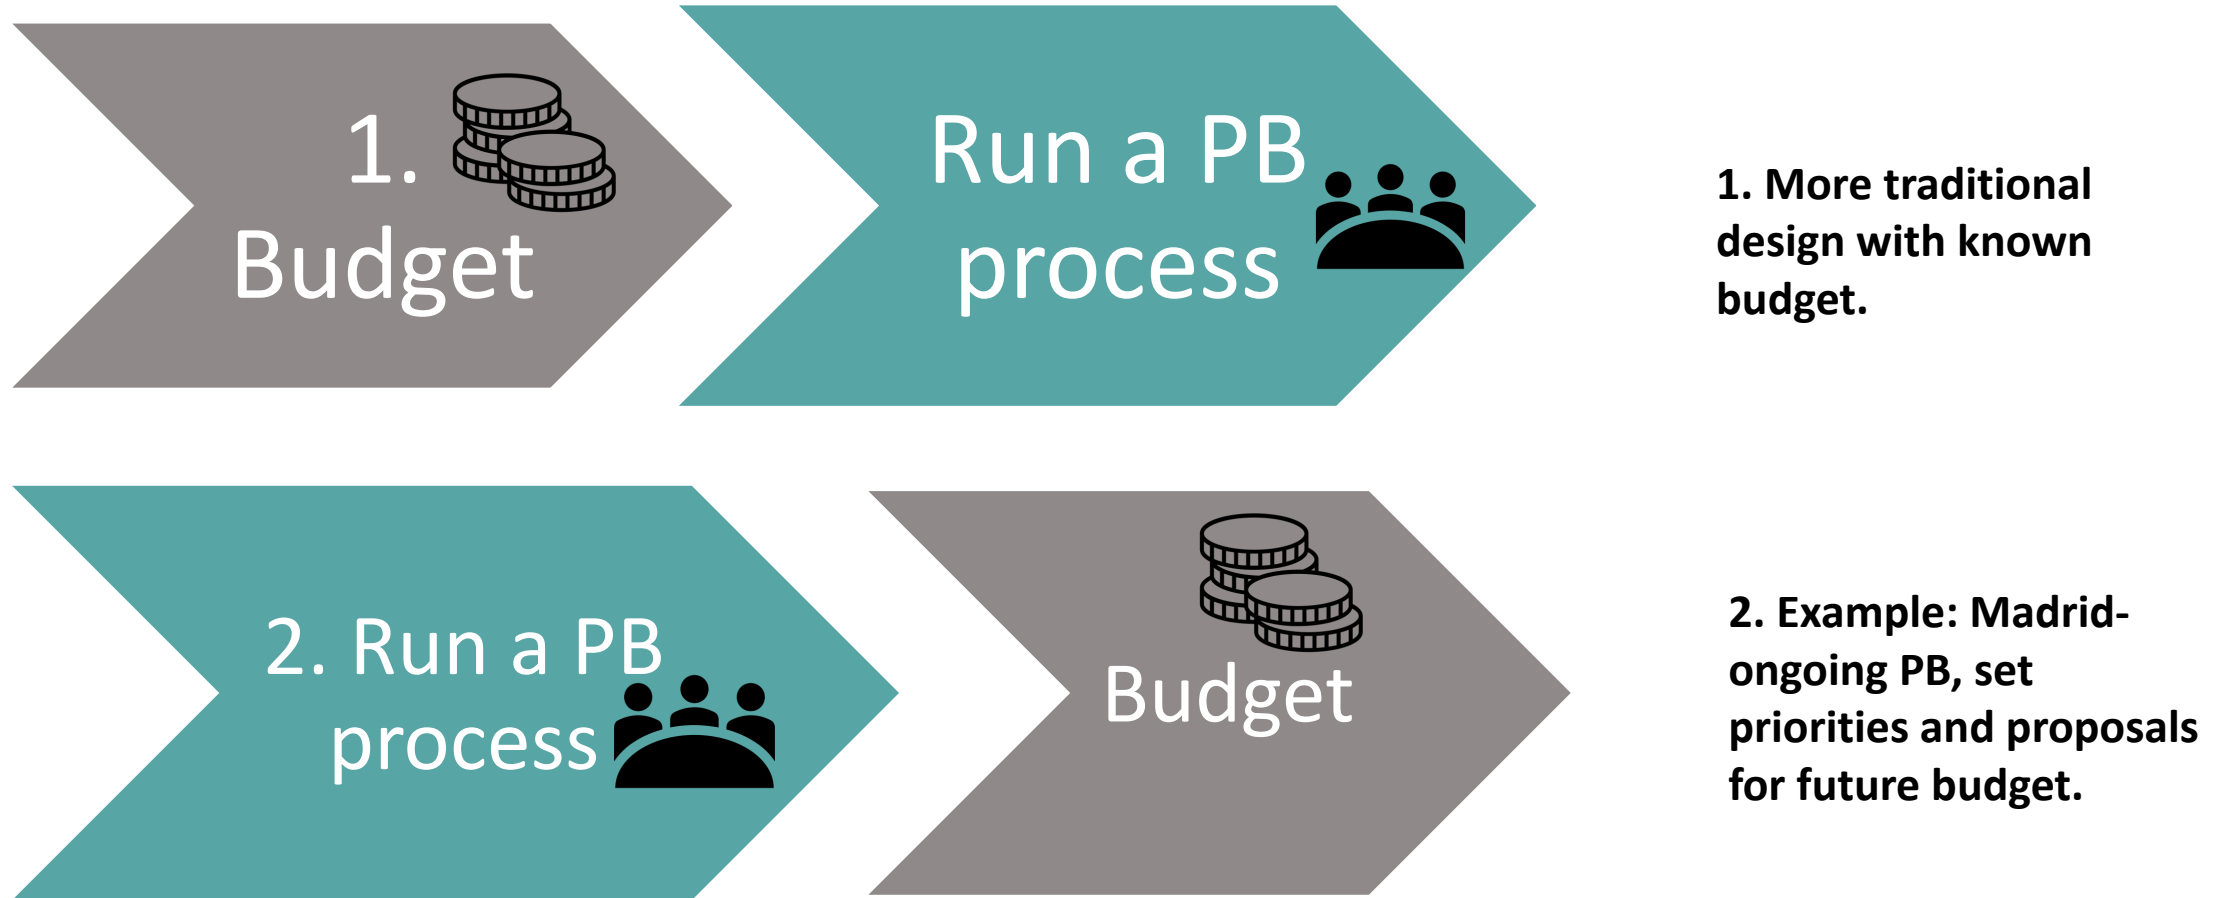 1.
Budget
Run a PB
process
1. More traditional
design with known
budget.
2. Run a PB
process
Budget
2. Example: Madrid-
ongoing PB, set
priorities and proposals
for future budget.